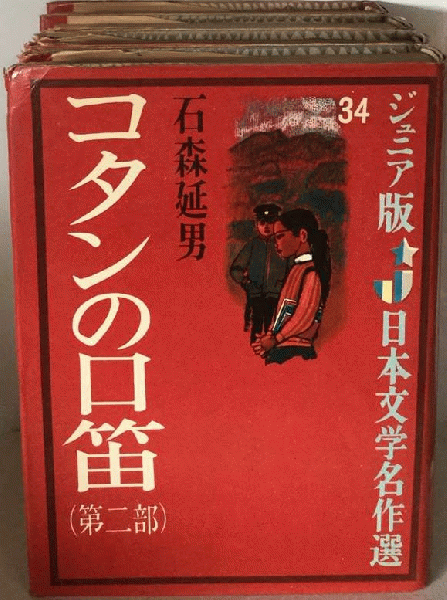 ジュニア版
日本文学名作選
34
石森延男
コタンの口笛
(第二部)